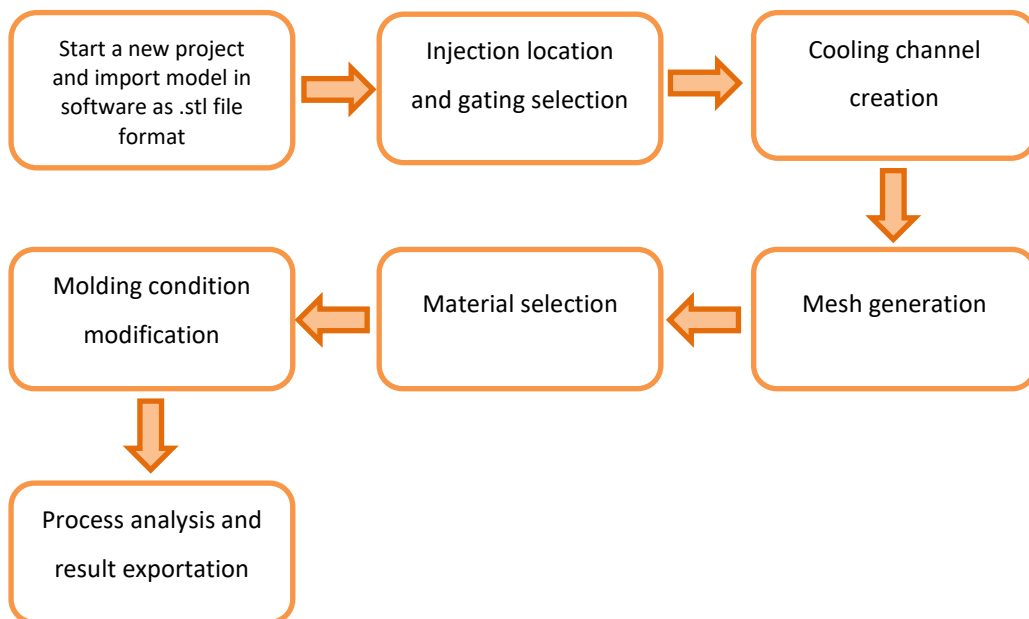 Start a new project
and import model in
software as .stl file
format
Injection location
and gating selection
Cooling channel
creation
Mesh generation
Material selection
Molding condition
modification
Process analysis and
result exportation